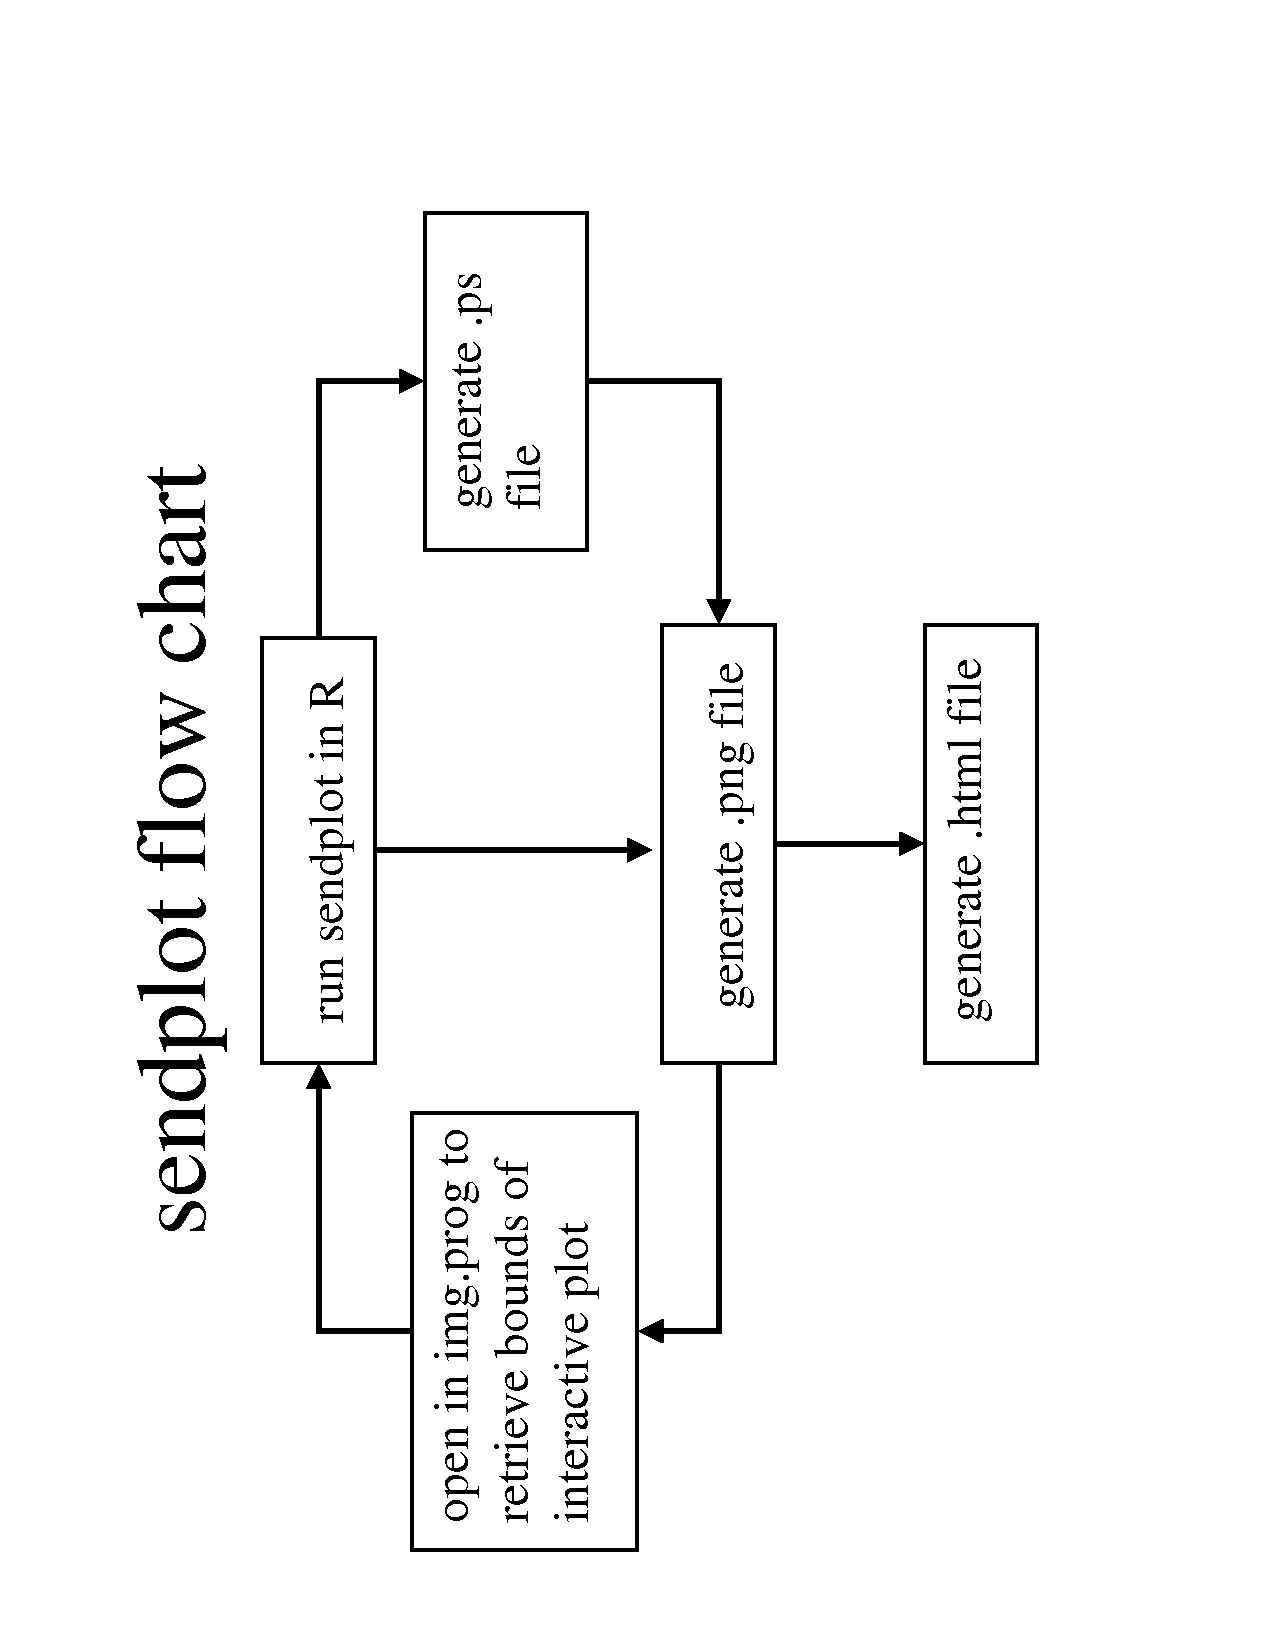 sendplot flow chart
run sendplot in R
generate .ps
file
open in img.prog to
retrieve bounds of
interactive plot
generate .png file
generate .html file